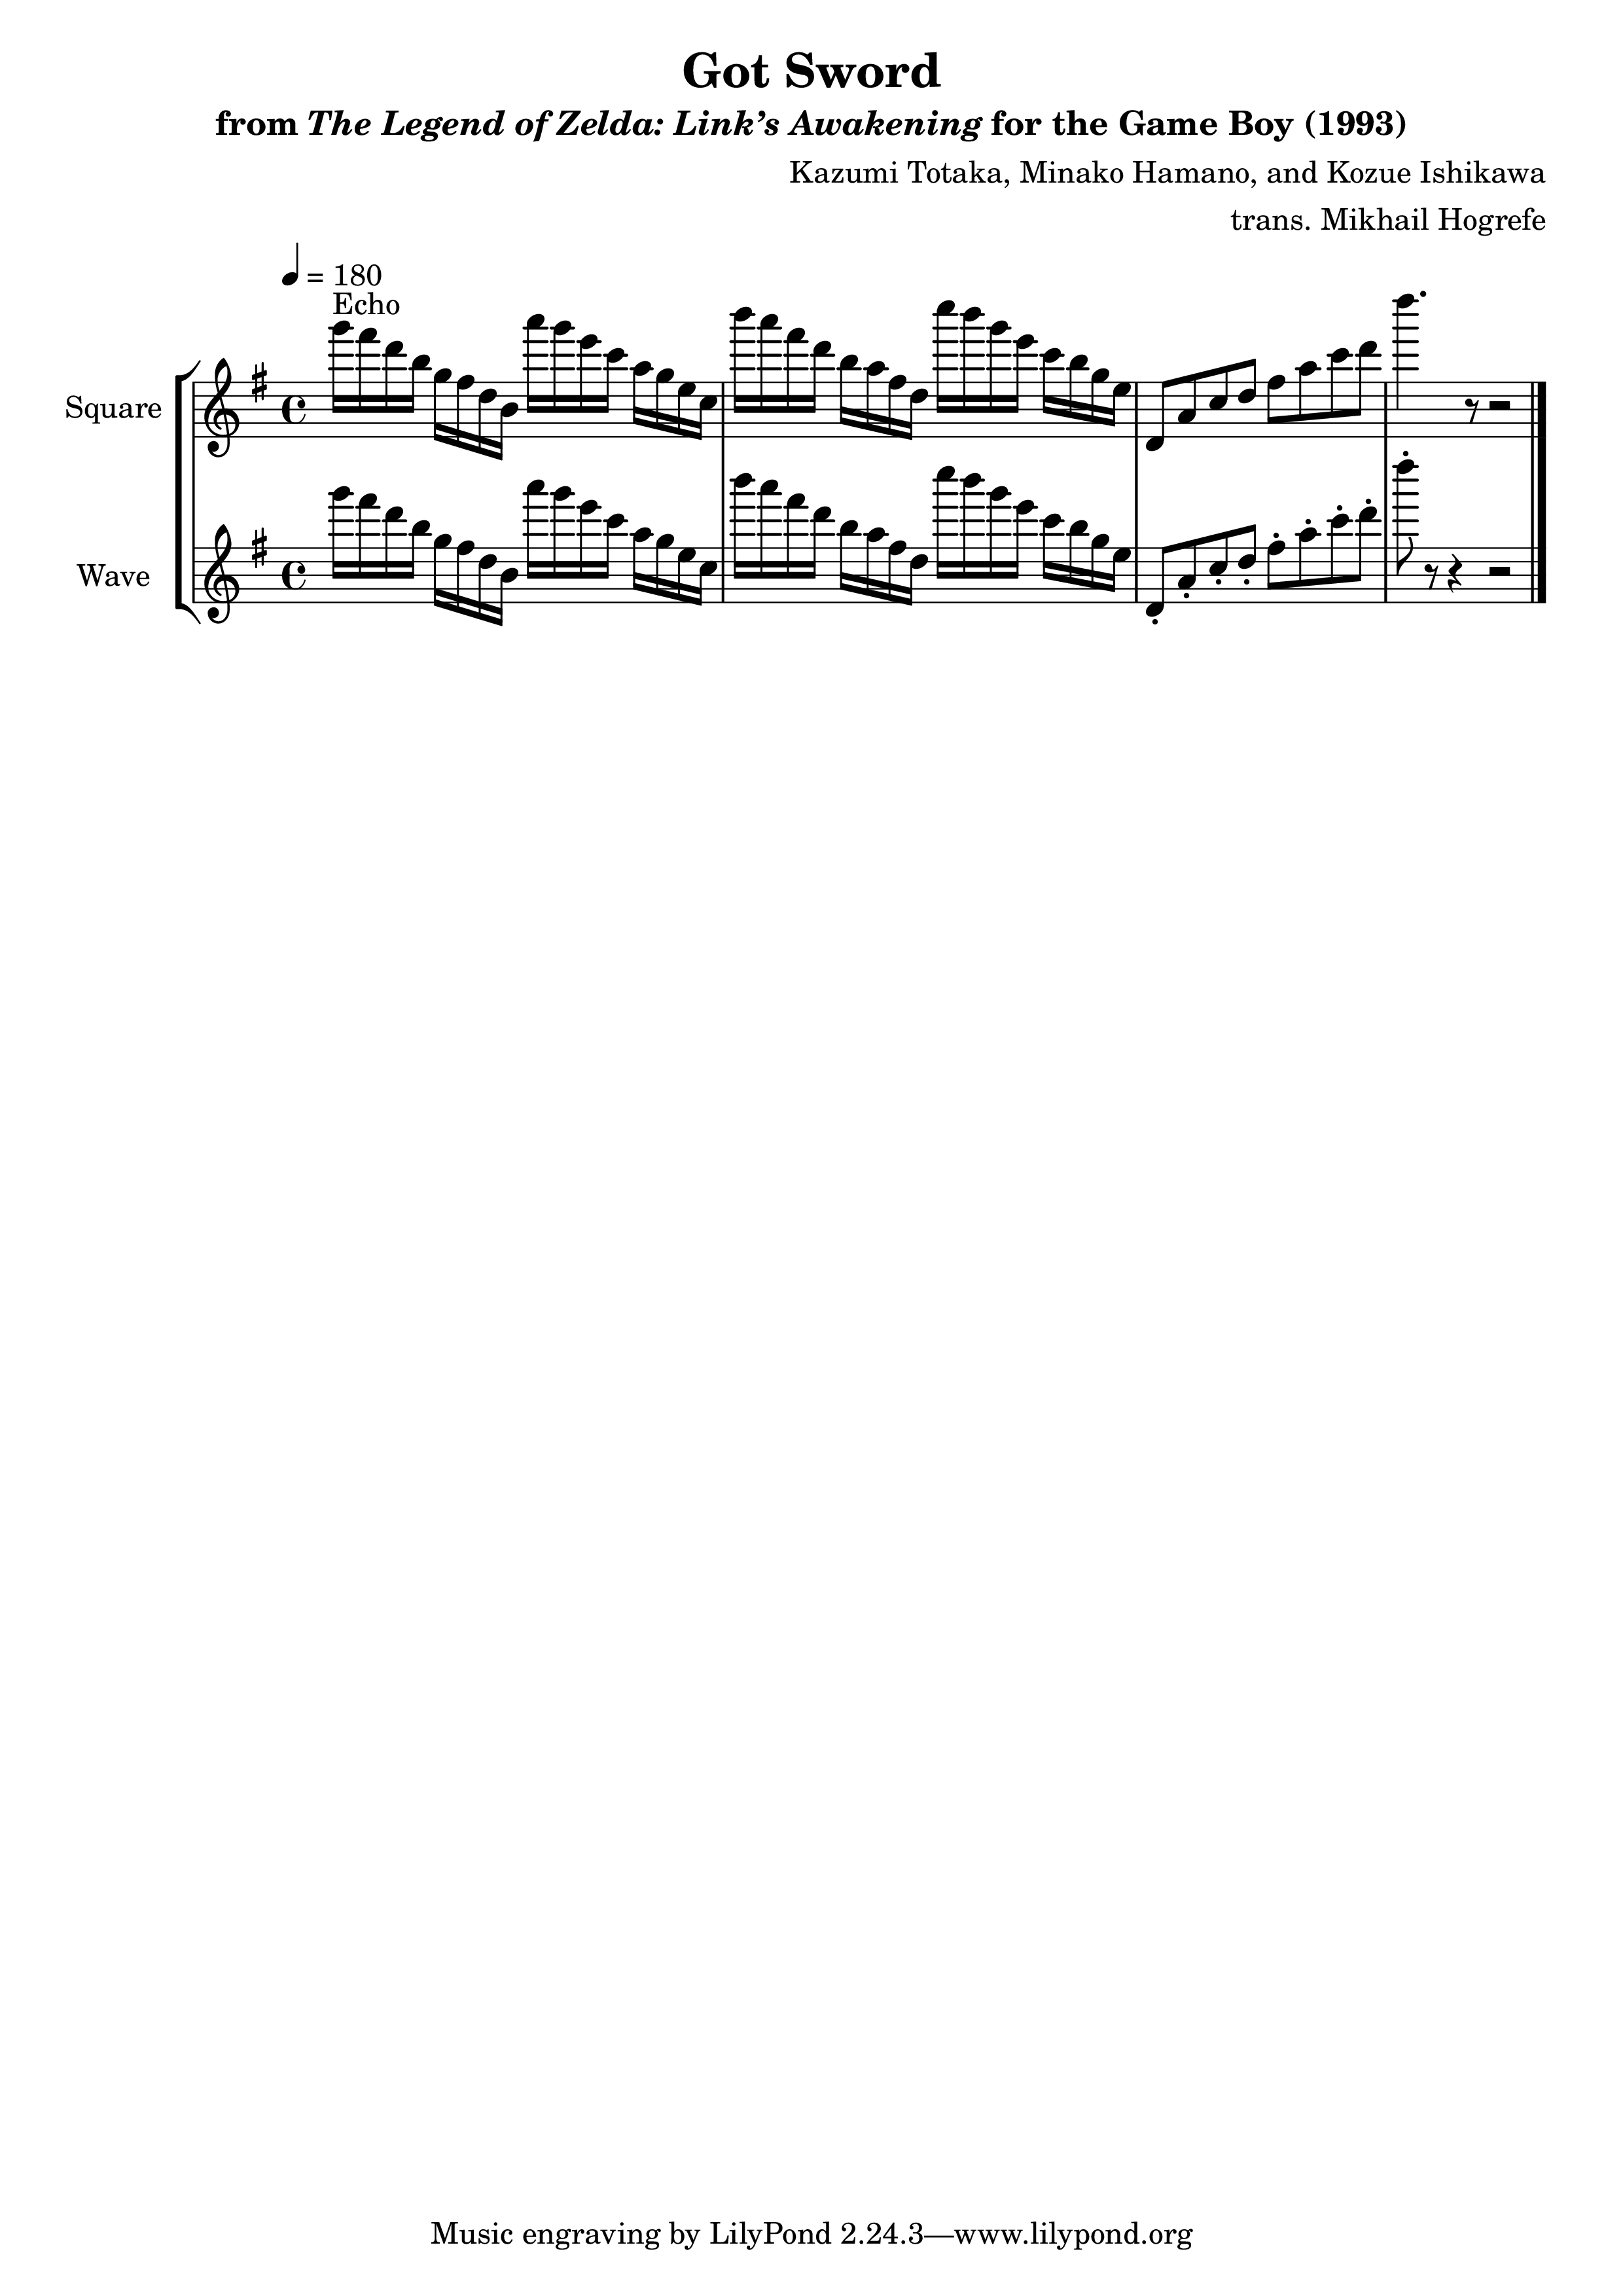 Got Sword
from The Legend of Zelda: Link’s Awakening for the Game Boy (1993)
Kazumi Totaka, Minako Hamano, and Kozue Ishikawa
trans. Mikhail Hogrefe
= 180
Echo
Square
Wave
Music engraving by LilyPond 2.24.3—www.lilypond.org